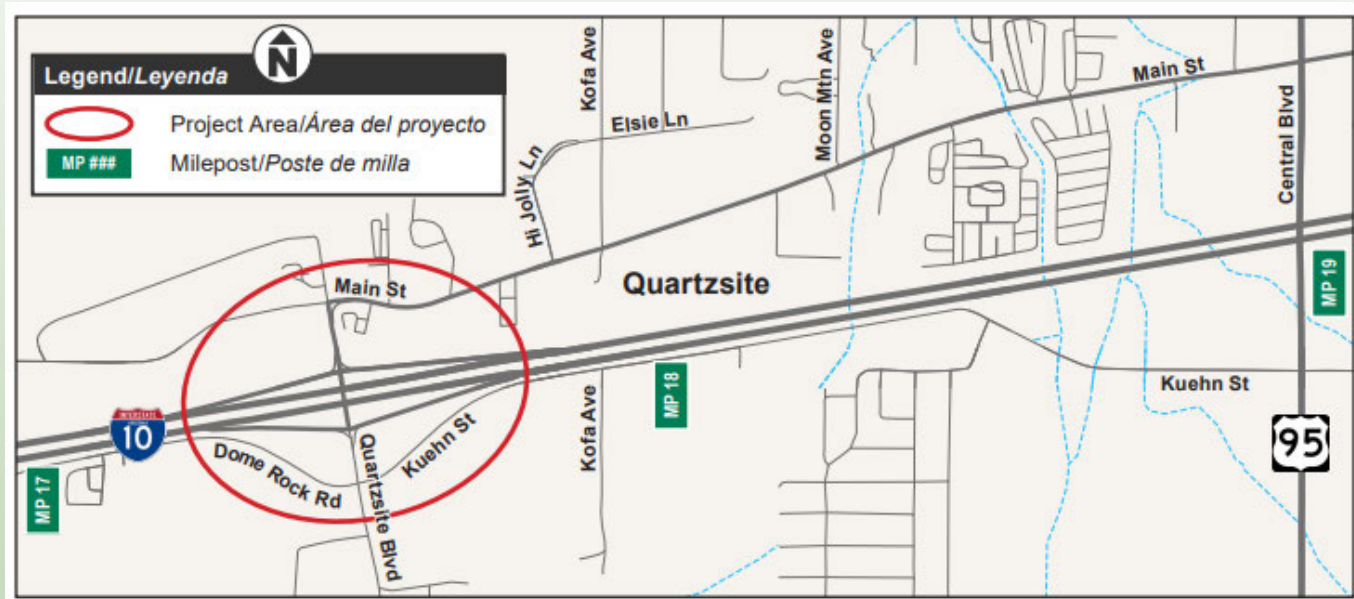 N
Legend/Leyenda
Project Area/Área del proyecto
MP ###
Milepost/Poste de milla
Kofa Ave
Elsie Ln
Hi Jolly Ln
Moon Mtn Ave
Main St
Central Blvd
Quartzsite
Main St
MP 19
MP 18
Kuehn St
INTERSTATE
10
95
Kofa Ave
Kuehn St
Dome Rock Rd
Quartzsite Blvd
MP 17